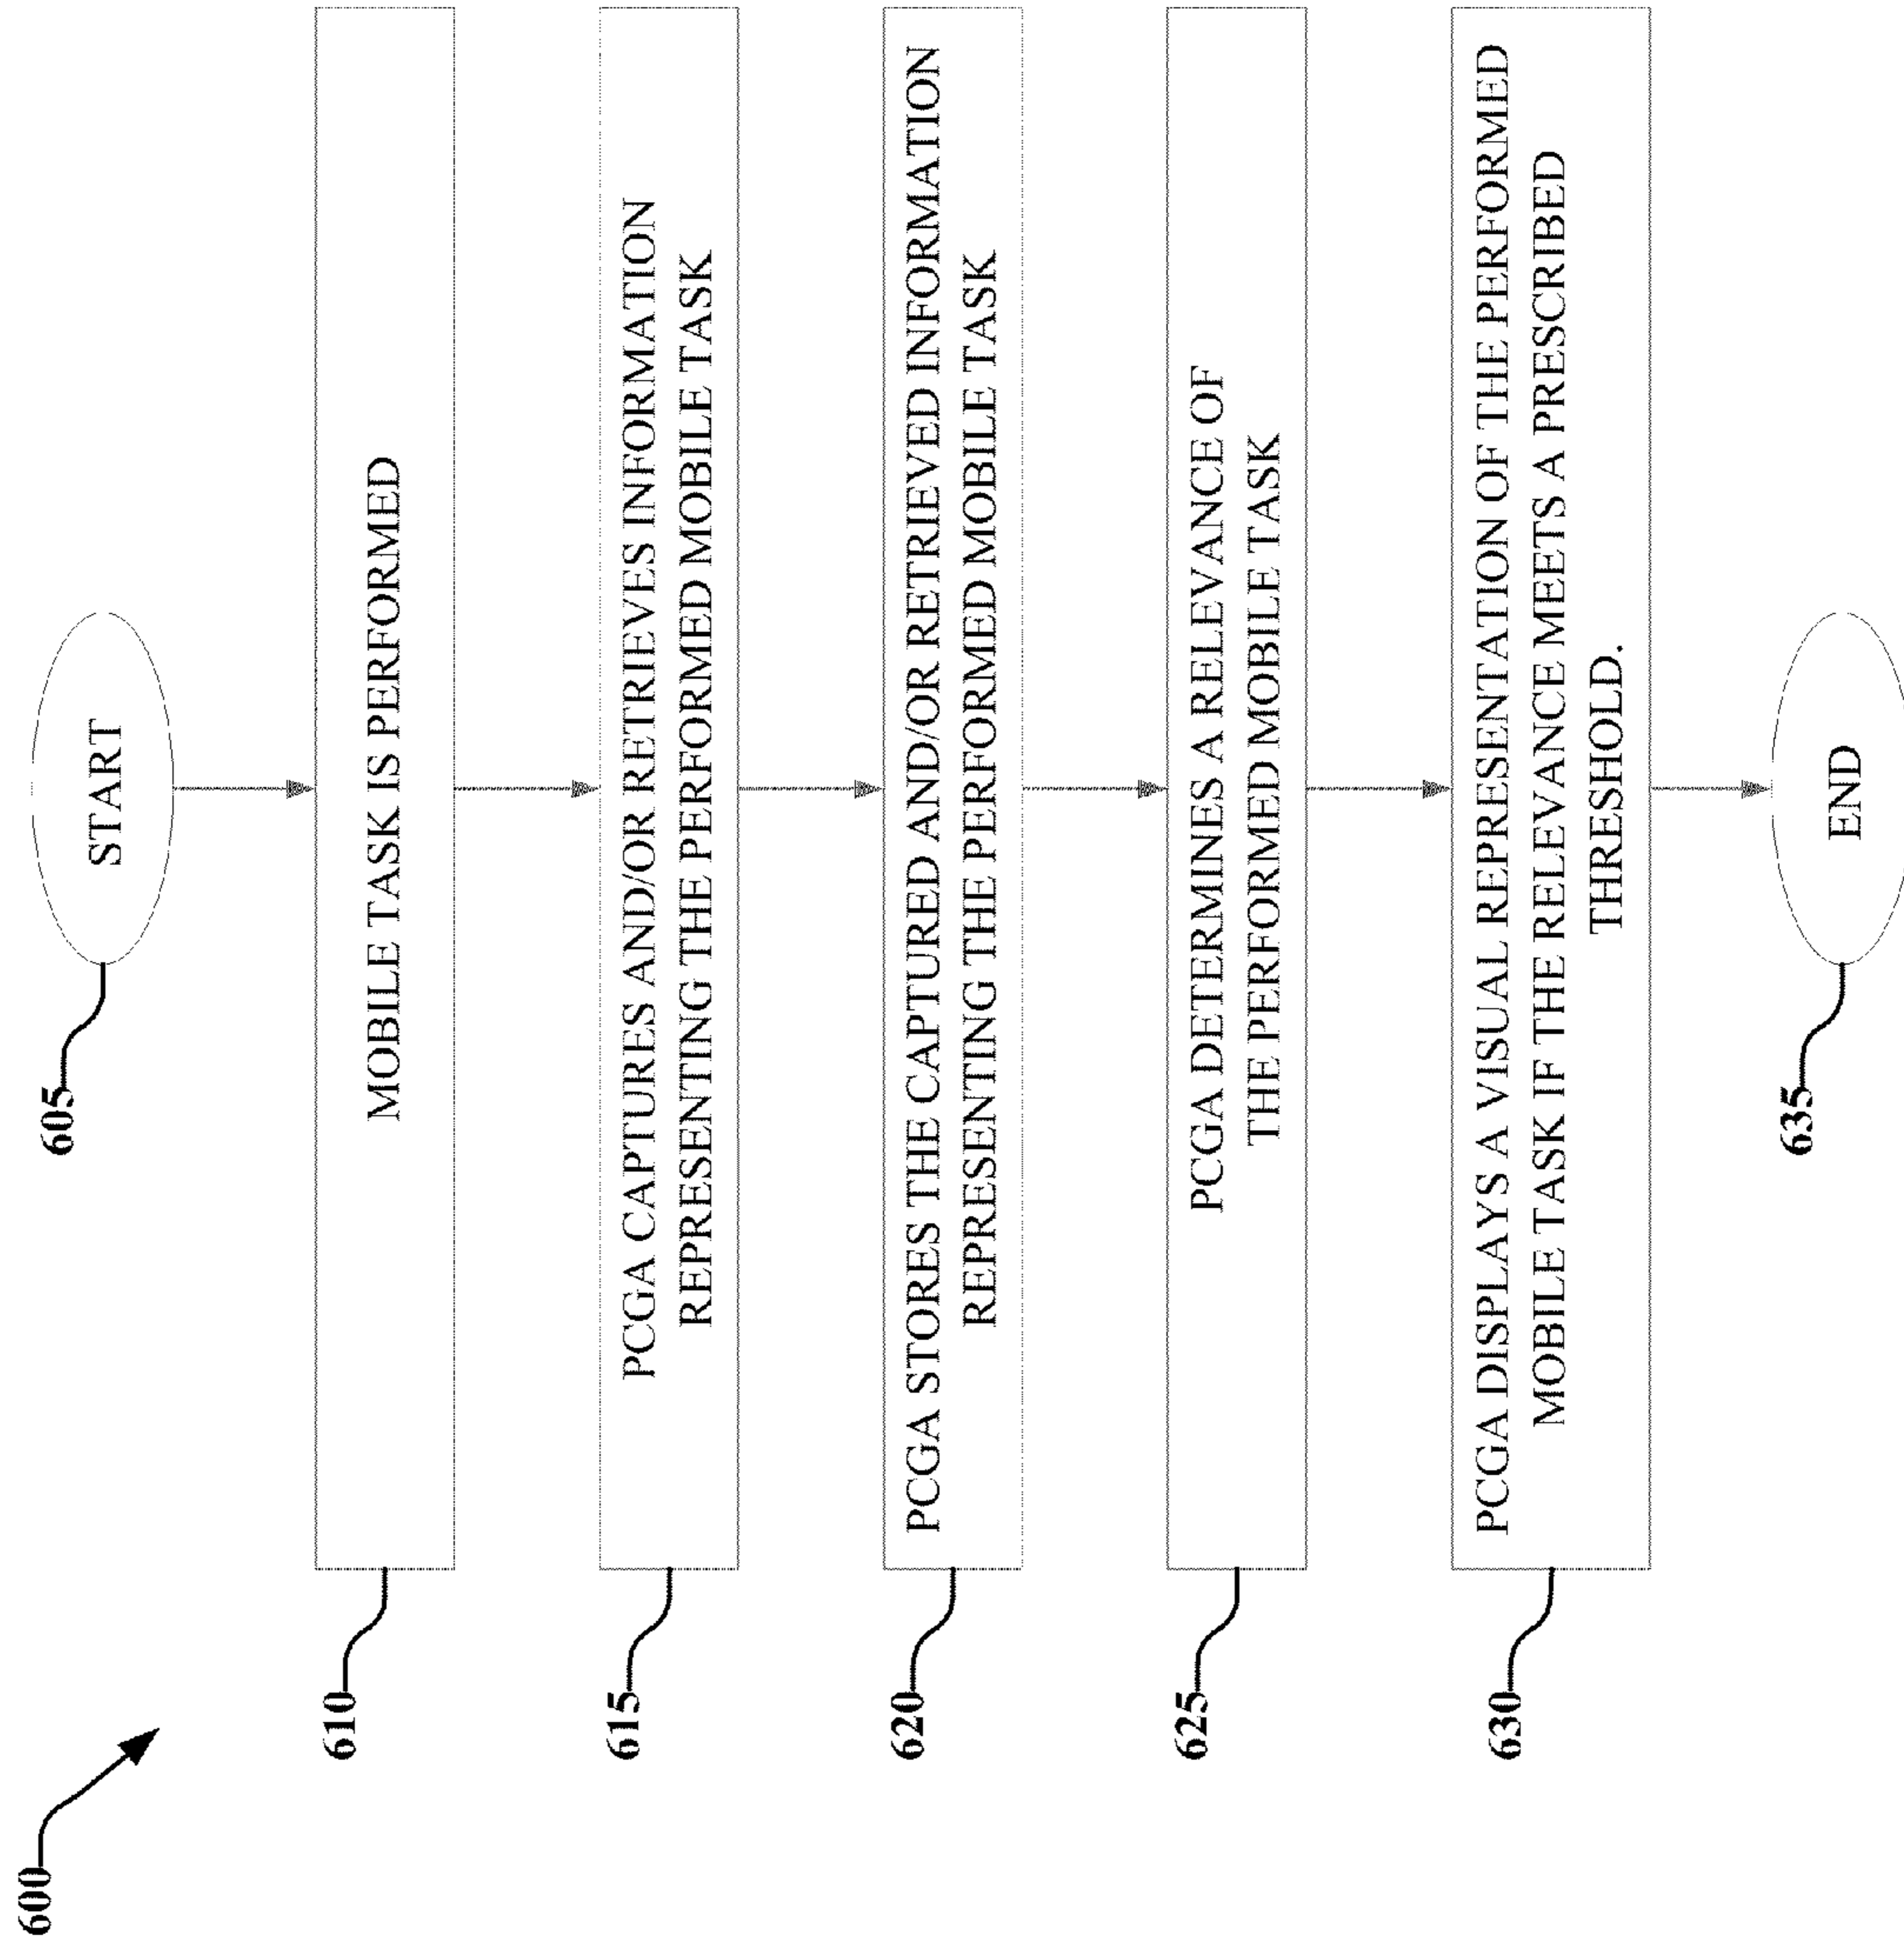 600
605
START
610
MOBILE TASK IS PERFORMED
615
PCGA CAPTURES AND/OR RETRIEVES INFORMATION
REPRESENTING THE PERFORMED MOBILE TASK
620
PCGA STORES THE CAPTURED AND/OR RETRIEVED INFORMATION
REPRESENTING THE PERFORMED MOBILE TASK
625
PCGA DETERMINES A RELEVANCE OF
THE PERFORMED MOBILE TASK
630
PCGA DISPLAYS A VISUAL REPRESENTATION OF THE PERFORMED
MOBILE TASK IF THE RELEVANCE MEETS A PRESCRIBED
THRESHOLD.
635
END